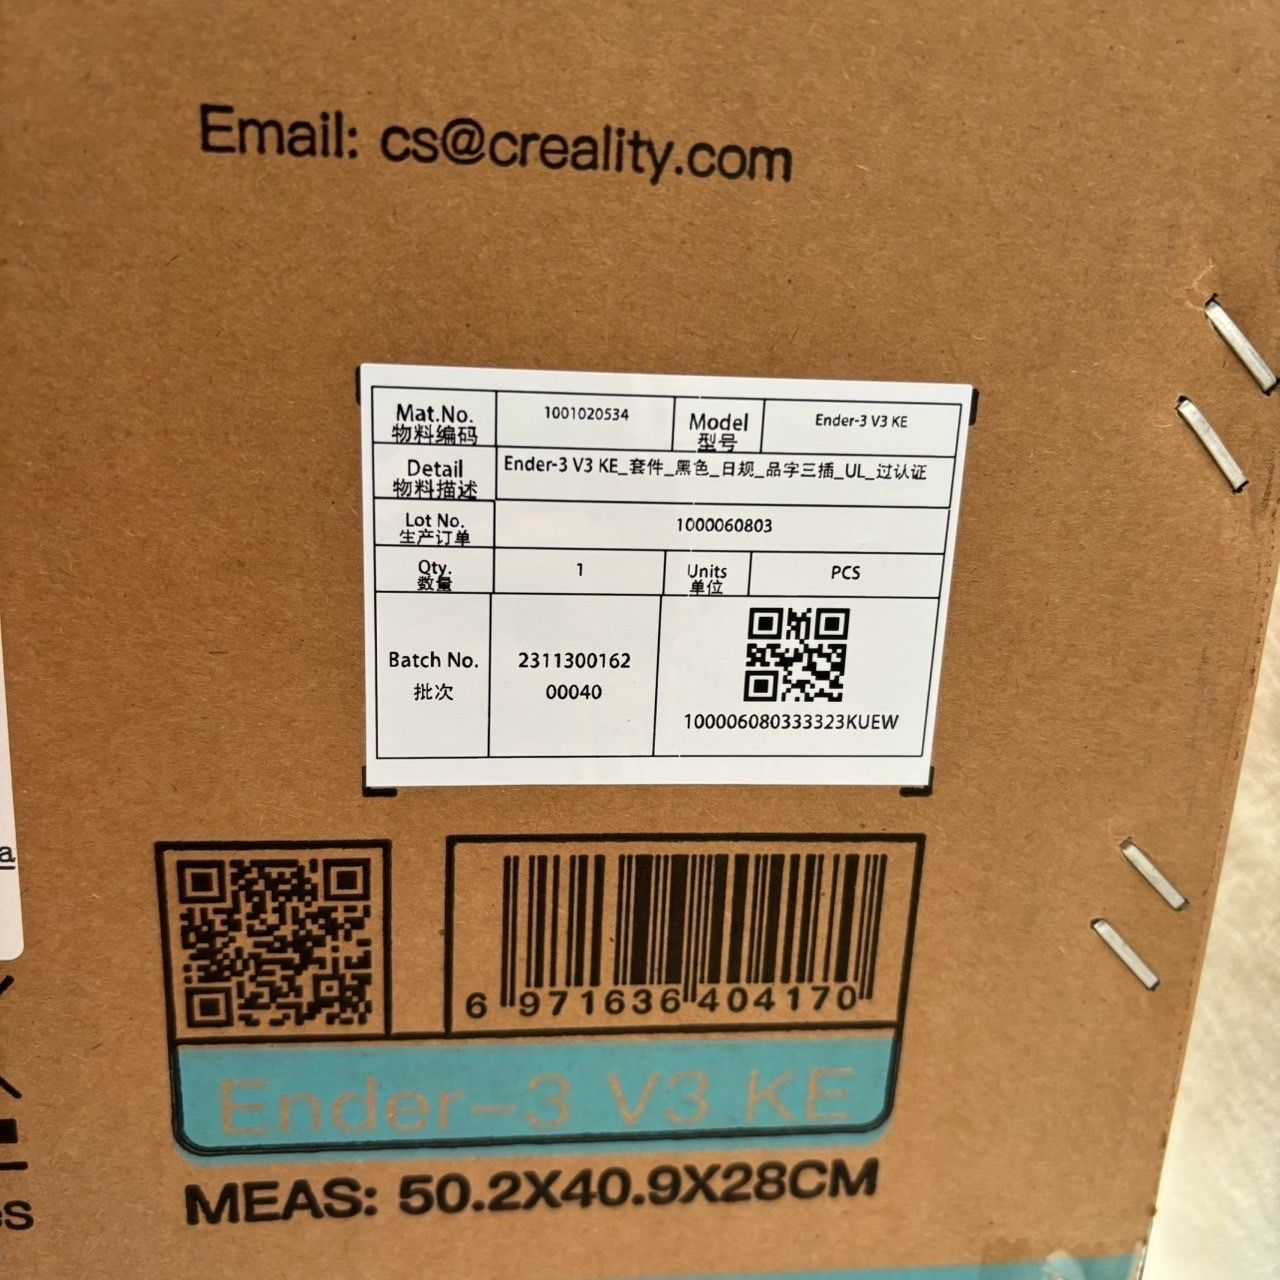 Email: cs@creality.com
Mat.No. 1001020534 Model Ender-3 V3 KE
物料编码 型号
Detail Ender-3 V3 KE_套件_黑色_日规_品字三插_UL_过认证
物料描述
Lot No. 1000060803
生产订单
Qty. 1 Units PCS
数量 单位
Batch No. 2311300162
批次 00040
100006080333323KUEW
6 971636 404170
Ender-3 V3 KE
MEAS: 50.2X40.9X28CM